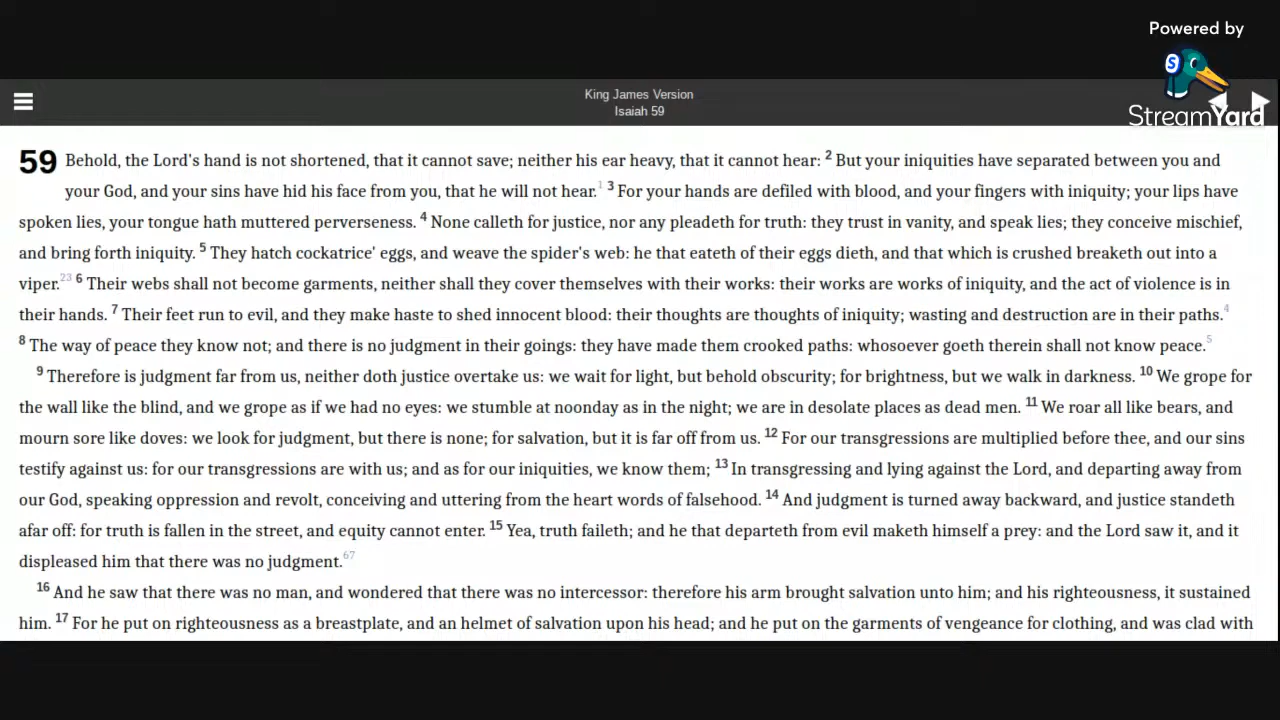 Powered by
StreamYard
King James Version
Isaiah 59
59 Behold, the Lord's hand is not shortened, that it cannot save; neither his ear heavy, that it cannot hear: 2 But your iniquities have separated between you and
your God, and your sins have hid his face from you, that he will not hear.1 3 For your hands are defiled with blood, and your fingers with iniquity; your lips have
spoken lies, your tongue hath muttered perverseness. 4 None calleth for justice, nor any pleadeth for truth: they trust in vanity, and speak lies; they conceive mischief,
and bring forth iniquity. 5 They hatch cockatrice' eggs, and weave the spider's web: he that eateth of their eggs dieth, and that which is crushed breaketh out into a
viper.23 6 Their webs shall not become garments, neither shall they cover themselves with their works: their works are works of iniquity, and the act of violence is in
their hands. 7 Their feet run to evil, and they make haste to shed innocent blood: their thoughts are thoughts of iniquity; wasting and destruction are in their paths.4
8 The way of peace they know not; and there is no judgment in their goings: they have made them crooked paths: whosoever goeth therein shall not know peace.5
9 Therefore is judgment far from us, neither doth justice overtake us: we wait for light, but behold obscurity; for brightness, but we walk in darkness. 10 We grope for
the wall like the blind, and we grope as if we had no eyes: we stumble at noonday as in the night; we are in desolate places as dead men. 11 We roar all like bears, and
mourn sore like doves: we look for judgment, but there is none; for salvation, but it is far off from us. 12 For our transgressions are multiplied before thee, and our sins
testify against us: for our transgressions are with us; and as for our iniquities, we know them; 13 In transgressing and lying against the Lord, and departing away from
our God, speaking oppression and revolt, conceiving and uttering from the heart words of falsehood. 14 And judgment is turned away backward, and justice standeth
afar off: for truth is fallen in the street, and equity cannot enter. 15 Yea, truth faileth; and he that departeth from evil maketh himself a prey: and the Lord saw it, and it
displeased him that there was no judgment.67
16 And he saw that there was no man, and wondered that there was no intercessor: therefore his arm brought salvation unto him; and his righteousness, it sustained
him. 17 For he put on righteousness as a breastplate, and an helmet of salvation upon his head; and he put on the garments of vengeance for clothing, and was clad with